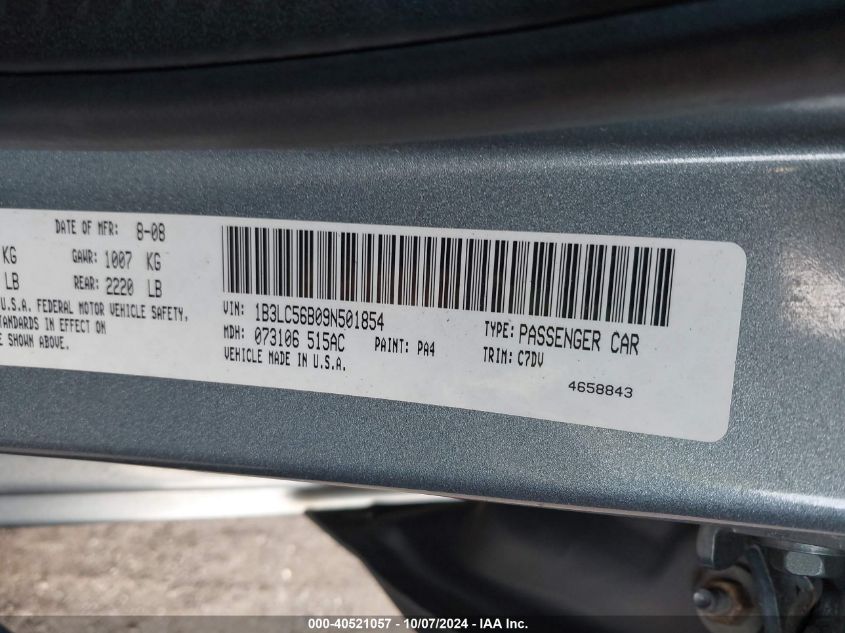 DATE OF MFR: 8-08
KG GAWR: 1007 KG
LB REAR: 2220 LB
U.S.A. FEDERAL MOTOR VEHICLE SAFETY,
STANDARDS IN EFFECT ON
SHOWN ABOVE.
VIN: 1B3LC56B09N501854
MDH: 073106 515AC PAINT: PA4
VEHICLE MADE IN U.S.A.
TYPE: PASSENGER CAR
TRIM: C7DV
4658843
000-40521057 - 10/07/2024 - IAA Inc.